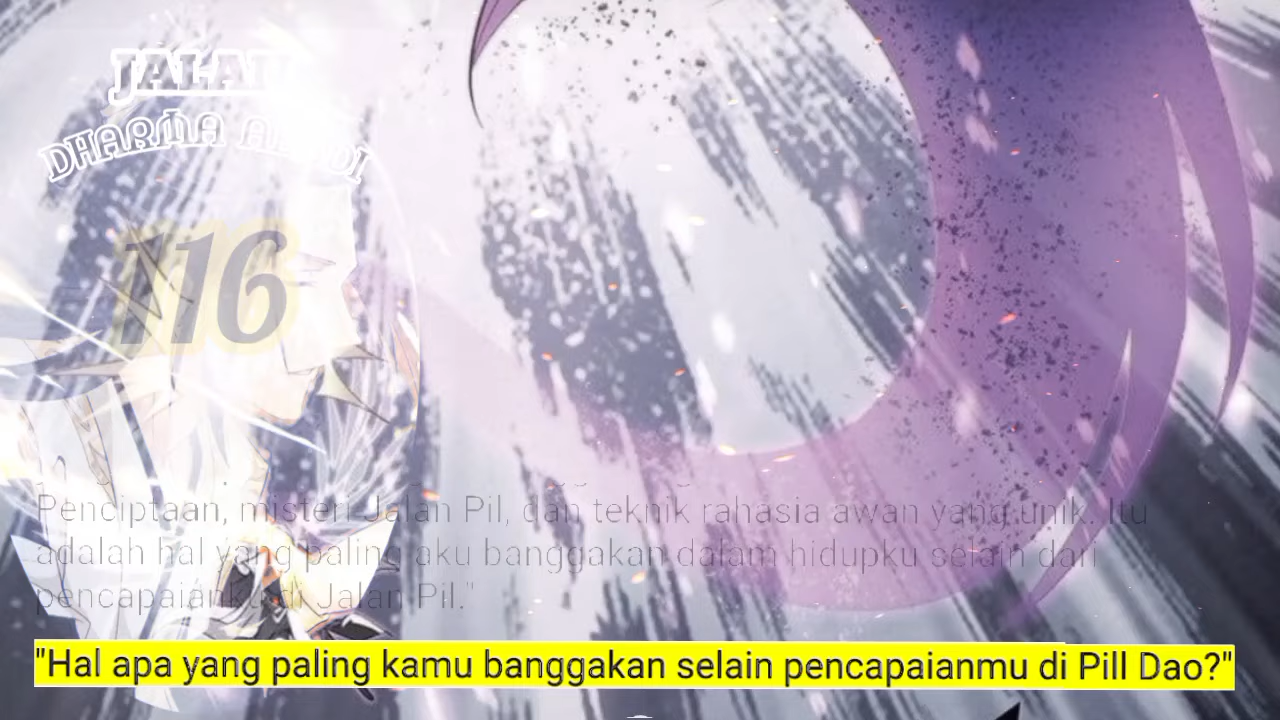 JALAN
DHARMA ABADI
116
Penciptaan, misteri Jalan Pil, dan teknik rahasia awan yang unik. Itu
adalah hal yang paling aku banggakan dalam hidupku selain dari
pencapaianku di Jalan Pil."
"Hal apa yang paling kamu banggakan selain pencapaianmu di Pill Dao?"